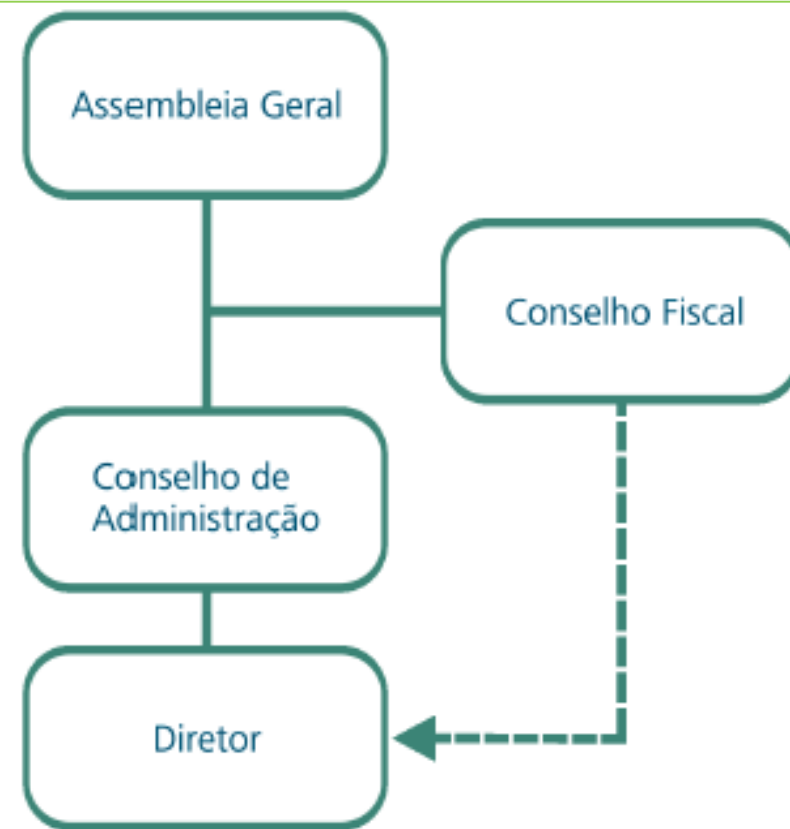 Assembleia Geral
Conselho Fiscal
Conselho de
Administração
Diretor